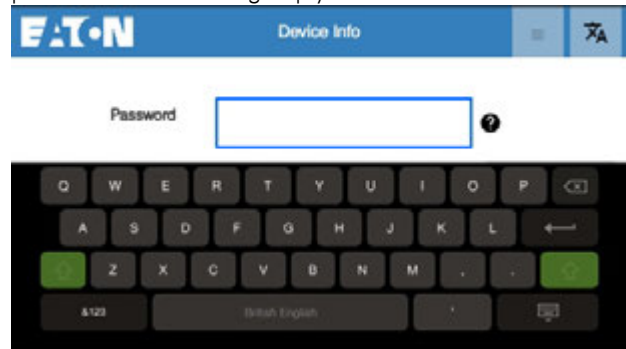 EATON Device Info
Password
Q W E R T Y U I O P
A S D F G H J K L
Z X C V B N M , .
&123 British English '